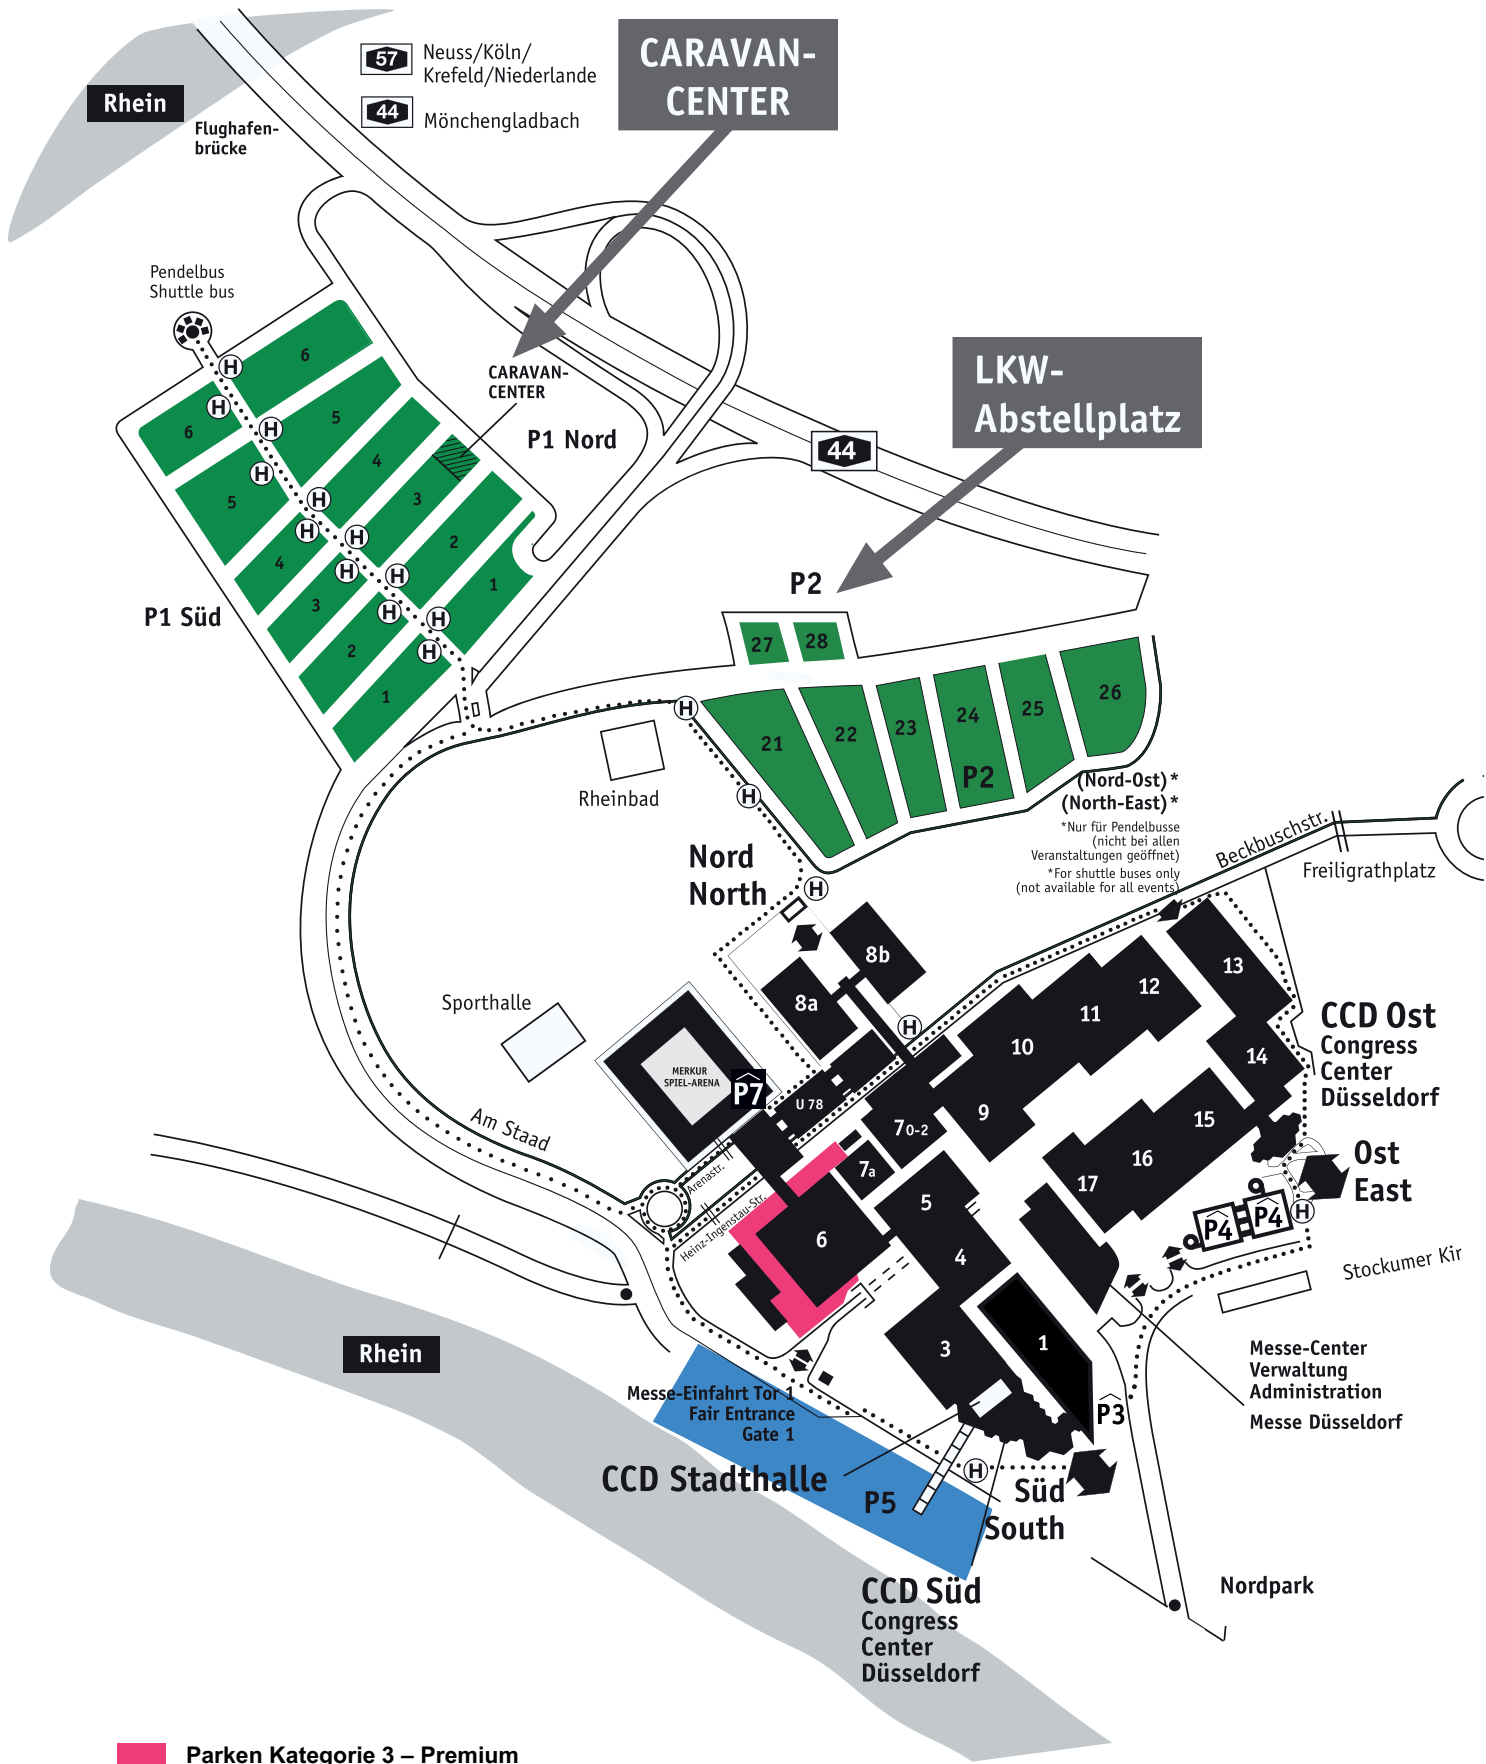 57
Neuss/Köln/
Krefeld/Niederlande
44
Mönchengladbach
CARAVAN-
CENTER
Rhein
Flughafen-
brücke
Pendelbus
Shuttle bus
H
H
H
H
H
H
H
H
H
H
H
H
6
6
5
5
4
4
3
3
2
2
1
1
CARAVAN-
CENTER
P1 Nord
P1 Süd
LKW-
Abstellplatz
44
P2
27
28
21
22
23
24
25
26
P2
(Nord-Ost)*
(North-East)*
*Nur für Pendelbusse
(nicht bei allen
Veranstaltungen geöffnet)
*For shuttle buses only
(not available for all events)
H
H
H
Rheinbad
Nord
North
Beckbuschstr.
Freiligrathplatz
Sporthalle
8b
8a
H
13
12
11
10
9
14
15
16
17
CCD Ost
Congress
Center
Düsseldorf
MERKUR
SPIEL-ARENA
P7
U 78
70-2
7a
Am Staad
Arenastr.
Heinz-Ingenstau-Str.
5
6
4
3
1
Ost
East
P4
P4
H
Stockumer Kir
Rhein
Messe-Einfahrt Tor 1
Fair Entrance
Gate 1
P3
Messe-Center
Verwaltung
Administration
Messe Düsseldorf
CCD Stadthalle
P5
H
Süd
South
CCD Süd
Congress
Center
Düsseldorf
Nordpark
Parken Kategorie 3 – Premium